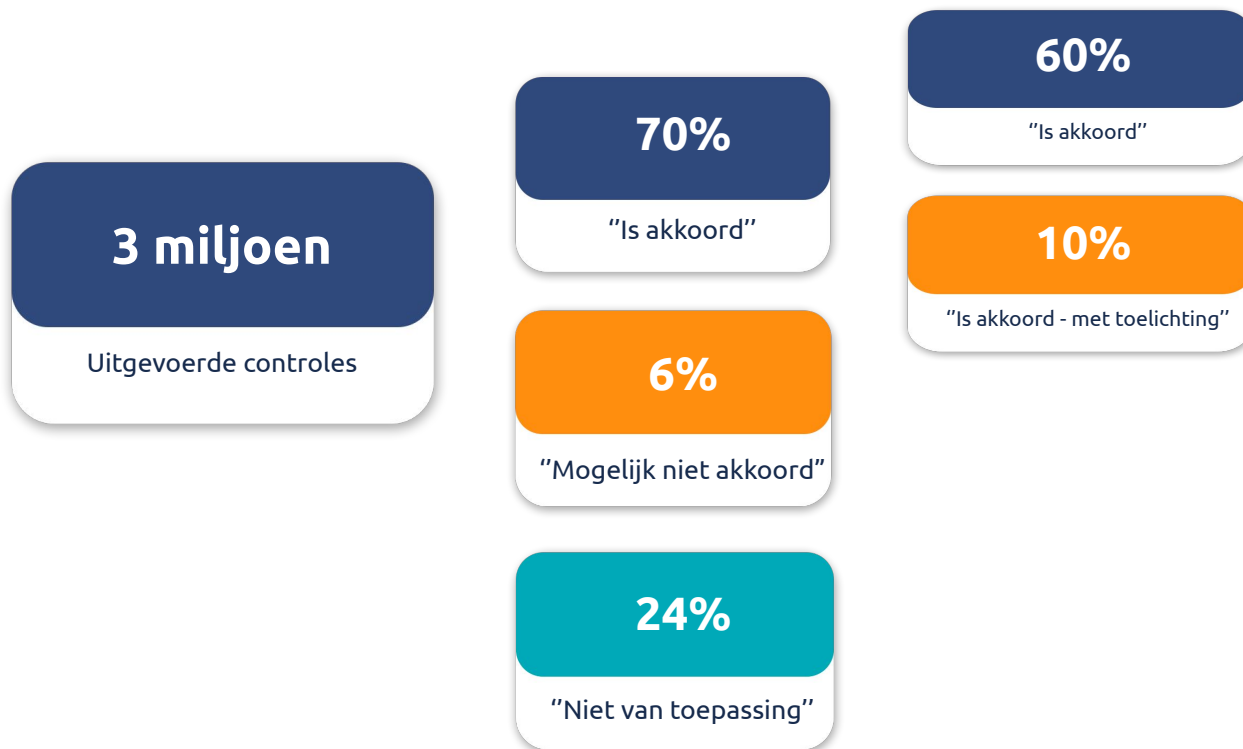 3 miljoen
Uitgevoerde controles
70%
‘’Is akkoord’’
6%
‘’Mogelijk niet akkoord”
24%
‘’Niet van toepassing’’
60%
‘’Is akkoord’’
10%
‘’Is akkoord - met toelichting’’